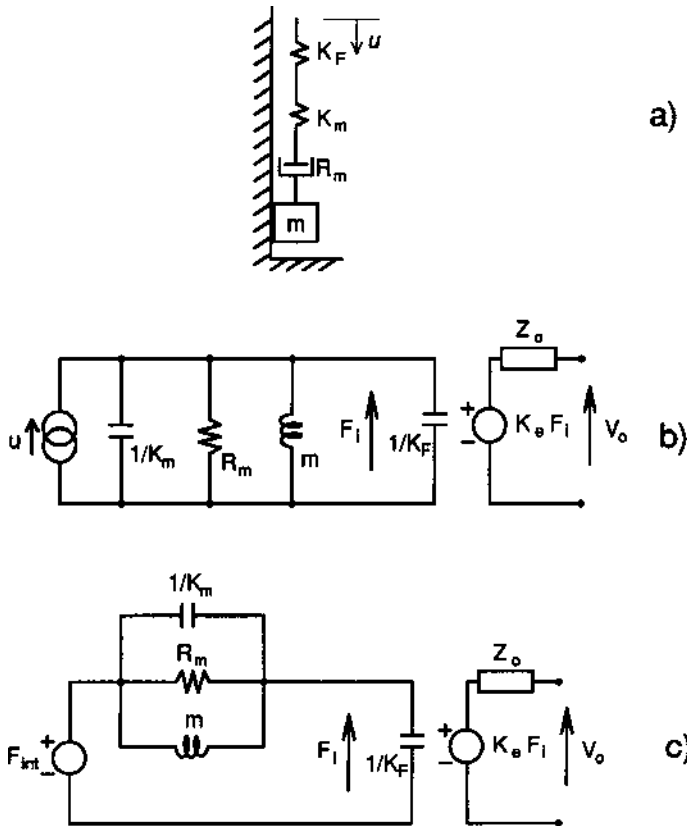 u
K_F
K_m
a)
R_m
m
Z_o
u
1/K_m
R_m
m
F_i
1/K_F
+
-
K_e F_i
V_o
b)
1/K_m
R_m
Z_o
m
F_int
+
-
F_i
1/K_F
+
-
K_e F_i
V_o
c)